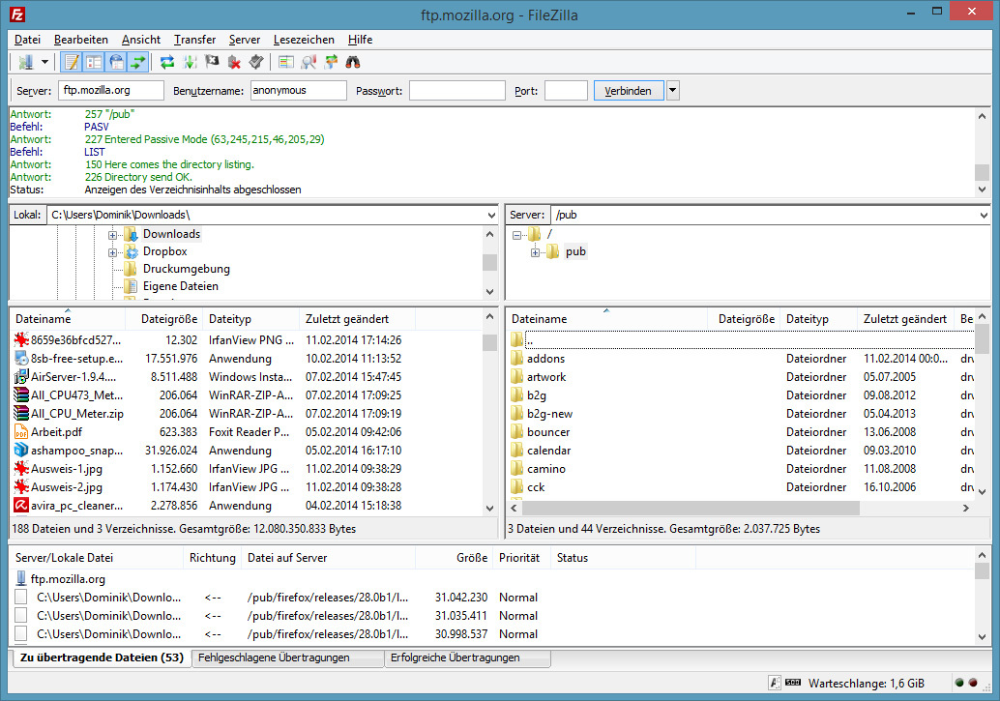 ftp.mozilla.org - FileZilla
Datei Bearbeiten Ansicht Transfer Server Lesezeichen Hilfe
Server: ftp.mozilla.org Benutzername: anonymous Passwort: Port: Verbinden
Antwort: 257 "/pub"
Befehl: PASV
Antwort: 227 Entered Passive Mode (63,245,215,46,205,29)
Befehl: LIST
Antwort: 150 Here comes the directory listing.
Antwort: 226 Directory send OK.
Status: Anzeigen des Verzeichnisinhalts abgeschlossen
Lokal: C:\Users\Dominik\Downloads\
Downloads
Dropbox
Druckumgebung
Eigene Dateien
Server: /pub
/
pub
Dateiname Dateigröße Dateityp Zuletzt geändert
8659e36bfcd527... 12.302 IrfanView PNG ... 11.02.2014 17:14:26
8sb-free-setup.e... 17.551.976 Anwendung 10.02.2014 11:13:52
AirServer-1.9.4.... 8.511.488 Windows Insta... 07.02.2014 15:47:45
All_CPU473_Met... 206.064 WinRAR-ZIP-A... 07.02.2014 17:09:25
All_CPU_Meter.zip 206.064 WinRAR-ZIP-A... 07.02.2014 17:09:19
Arbeit.pdf 623.383 Foxit Reader P... 05.02.2014 09:42:06
ashampoo_snap... 31.926.024 Anwendung 05.02.2014 16:17:10
Ausweis-1.jpg 1.152.660 IrfanView JPG ... 11.02.2014 09:38:29
Ausweis-2.jpg 1.174.430 IrfanView JPG ... 11.02.2014 09:38:28
avira_pc_cleaner... 2.278.856 Anwendung 04.02.2014 15:18:38
188 Dateien und 3 Verzeichnisse. Gesamtgröße: 12.080.350.833 Bytes
Dateiname Dateigröße Dateityp Zuletzt geändert Be
..
addons Dateiordner 11.02.2014 00:0... drw
artwork Dateiordner 05.07.2005 drw
b2g Dateiordner 09.08.2012 drw
b2g-new Dateiordner 05.04.2013 drw
bouncer Dateiordner 13.06.2008 drw
calendar Dateiordner 09.03.2010 drw
camino Dateiordner 11.08.2008 drw
cck Dateiordner 16.10.2006 drw
3 Dateien und 44 Verzeichnisse. Gesamtgröße: 2.037.725 Bytes
Server/Lokale Datei Richtung Datei auf Server Größe Priorität Status
ftp.mozilla.org
C:\Users\Dominik\Downlo... <-- /pub/firefox/releases/28.0b1/l... 31.042.230 Normal
C:\Users\Dominik\Downlo... <-- /pub/firefox/releases/28.0b1/l... 31.035.411 Normal
C:\Users\Dominik\Downlo... <-- /pub/firefox/releases/28.0b1/l... 30.998.537 Normal
Zu übertragende Dateien (53) Fehlgeschlagene Übertragungen Erfolgreiche Übertragungen
Warteschlange: 1,6 GiB